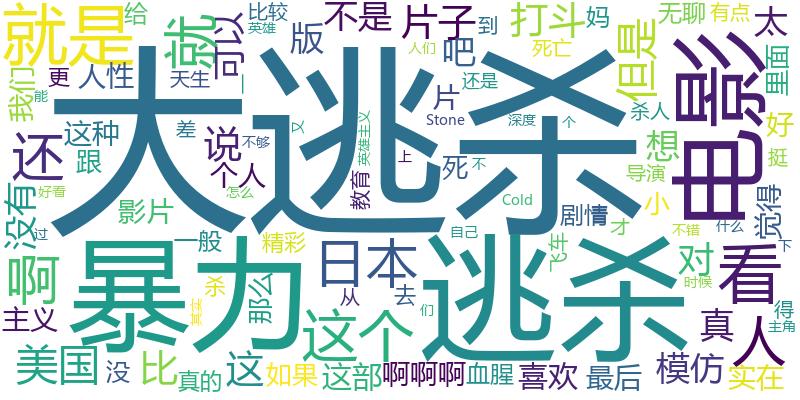 就是
给
就
可以
比较
英雄
版
不是
片子
人们
吧
到
打斗
妈
死亡
无聊
有点
太
但是
电影
里面
我们
能
更
人性
天生
一
大逃杀
片
还是
Stone
深度
个
杀人
好
挺
还
这种
跟
差
说
个人
不够
又
英雄主义
教育
上
死
不
想
导演
没有
好看
过
影片
一般
精彩
怎么
Cold
自己
剧情
才
小
不错
觉得
什么
下
啊
暴力
杀
其实
那么
日本
从
去
们
逃杀
飞车
对
时候
看
得
主角
主义
美国
没
比
真的
这
如果
这个
这部
啊啊啊
血腥
喜欢
最后
模仿
真
人
实在